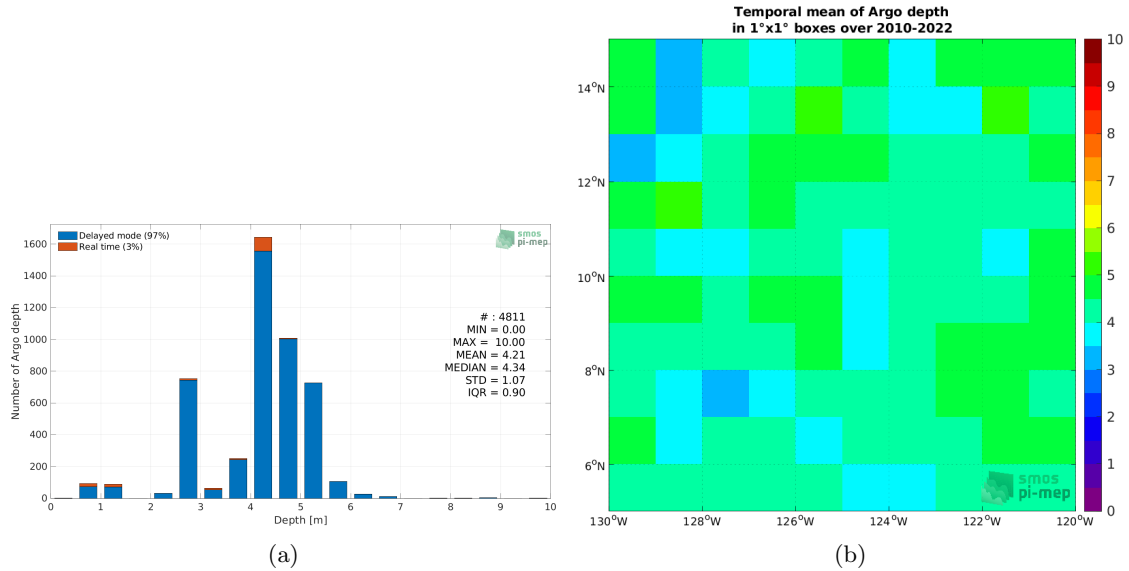 Delayed mode (97%)
Real time (3%)
smos
pi-mep
1600
1400
1200
1000
800
600
400
200
0
Number of Argo depth
# : 4811
MIN = 0.00
MAX = 10.00
MEAN = 4.21
MEDIAN = 4.34
STD = 1.07
IQR = 0.90
0 1 2 3 4 5 6 7 8 9 10
Depth [m]
(a)
Temporal mean of Argo depth
in 1°x1° boxes over 2010-2022
14°N
12°N
10°N
8°N
6°N
130°W 128°W 126°W 124°W 122°W 120°W
smos
pi-mep
10
9
8
7
6
5
4
3
2
1
0
(b)